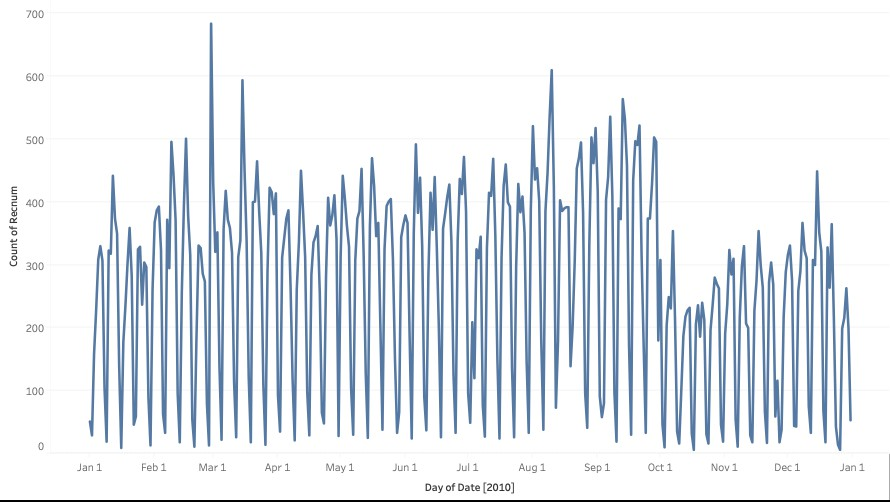 700
600
500
400
300
200
100
0
Count of Recnum
Jan 1 Feb 1 Mar 1 Apr 1 May 1 Jun 1 Jul 1 Aug 1 Sep 1 Oct 1 Nov 1 Dec 1 Jan 1
Day of Date [2010]